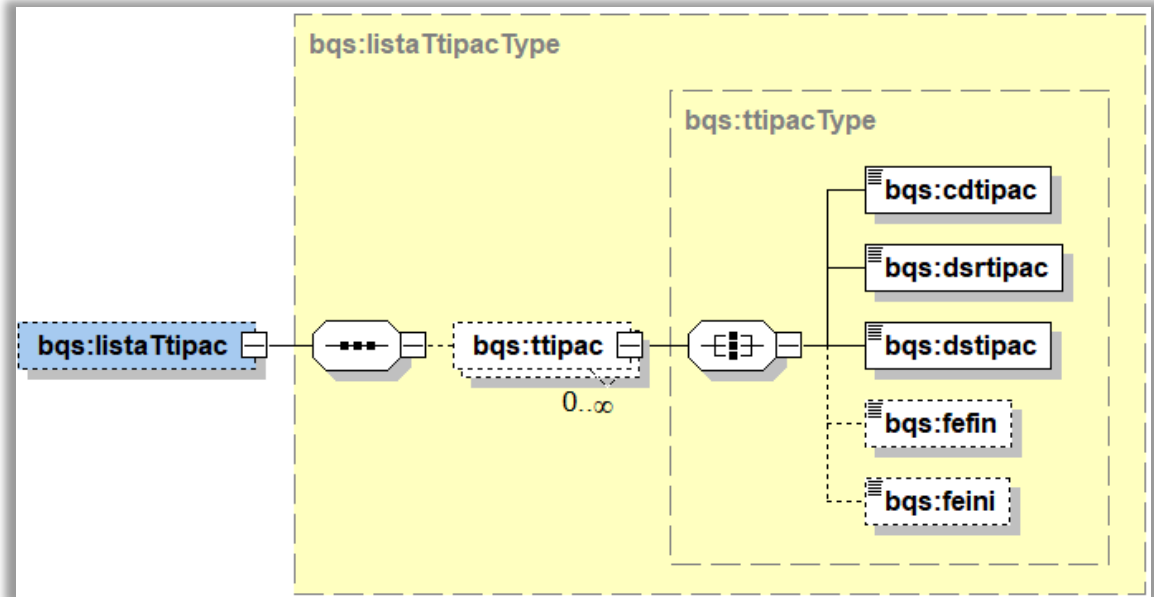 bqs:listaTtipacType
bqs:ttipacType
bqs:cdtipac
bqs:dsrtipac
bqs:listaTtipac
bqs:ttipac
bqs:dstipac
0..∞
bqs:fefin
bqs:feini